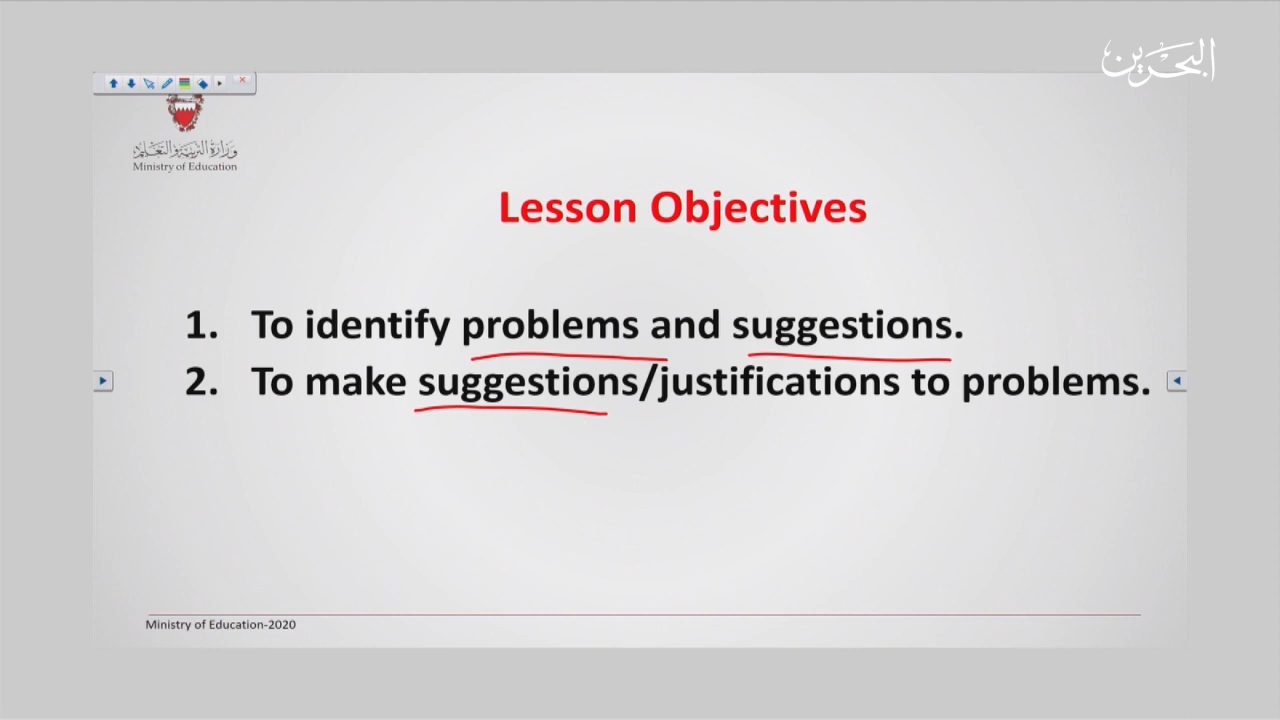 البحرين
وزارة التربية والتعليم
Ministry of Education
Lesson Objectives
1. To identify problems and suggestions.
2. To make suggestions/justifications to problems.
Ministry of Education-2020